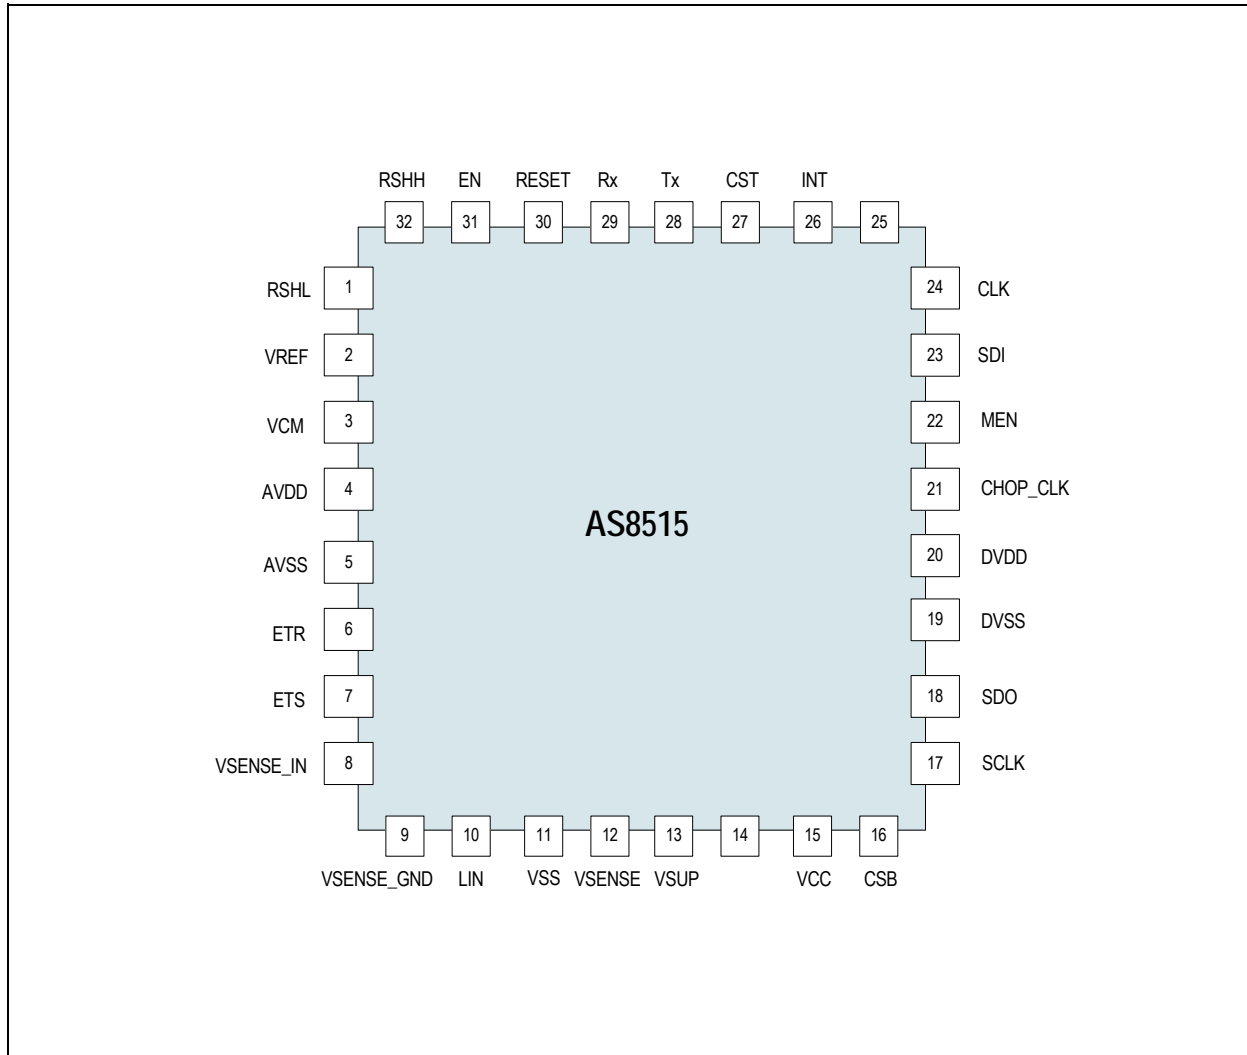 RSHH EN RESET Rx Tx CST INT
32 31 30 29 28 27 26 25
RSHL 1 24 CLK
VREF 2 23 SDI
VCM 3 22 MEN
AVDD 4 21 CHOP_CLK
AS8515
AVSS 5 20 DVDD
ETR 6 19 DVSS
ETS 7 18 SDO
VSENSE_IN 8 17 SCLK
9 10 11 12 13 14 15 16
VSENSE_GND LIN VSS VSENSE VSUP VCC CSB